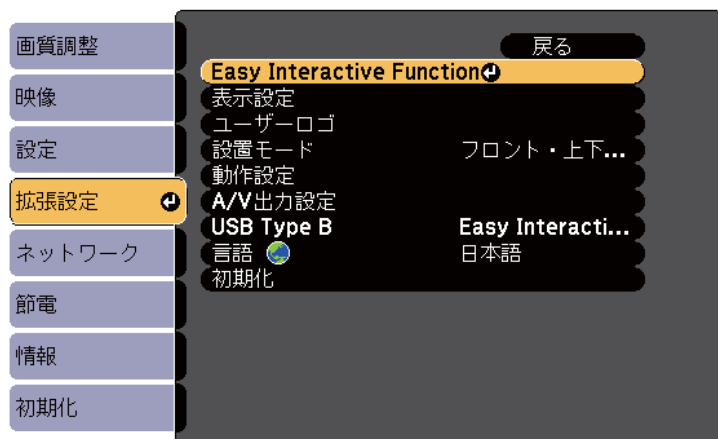 画質調整
映像
設定
拡張設定
ネットワーク
節電
情報
初期化
戻る
Easy Interactive Function
表示設定
ユーザーロゴ
設置モード フロント・上下...
動作設定
A/V出力設定
USB Type B Easy Interacti...
言語 日本語
初期化